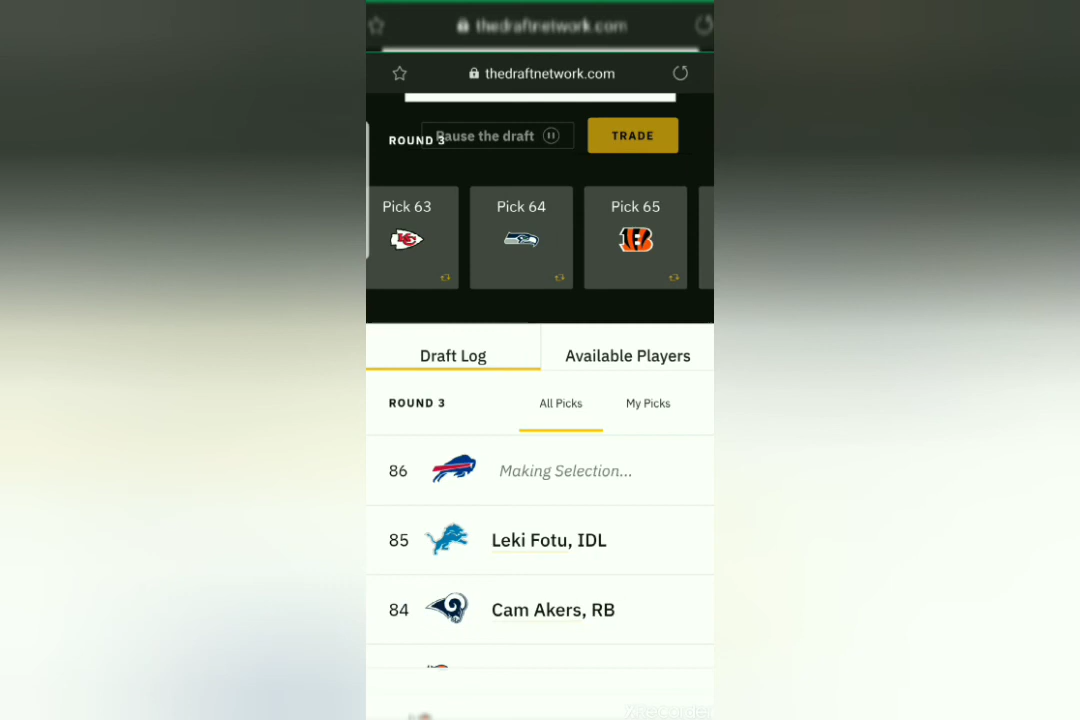 thedraftnetwork.com
thedraftnetwork.com
ROUND 3
Pause the draft
TRADE
Pick 63
Pick 64
Pick 65
Draft Log
Available Players
ROUND 3
All Picks
My Picks
86
Making Selection...
85
Leki Fotu, IDL
84
Cam Akers, RB
XRecorder